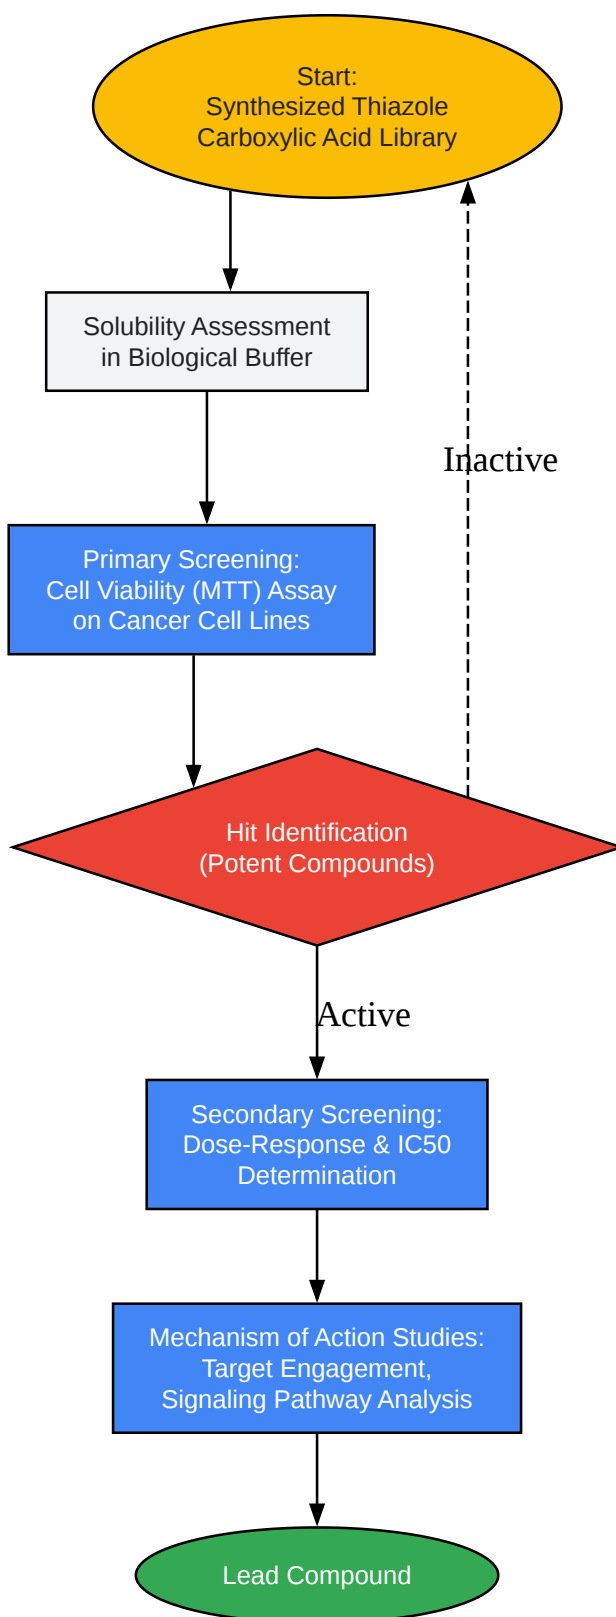 Start:
Synthesized Thiazole
Carboxylic Acid Library
Solubility Assessment
in Biological Buffer
Inactive
Primary Screening:
Cell Viability (MTT) Assay
on Cancer Cell Lines
Hit Identification
(Potent Compounds)
Active
Secondary Screening:
Dose-Response & IC50
Determination
Mechanism of Action Studies:
Target Engagement,
Signaling Pathway Analysis
Lead Compound